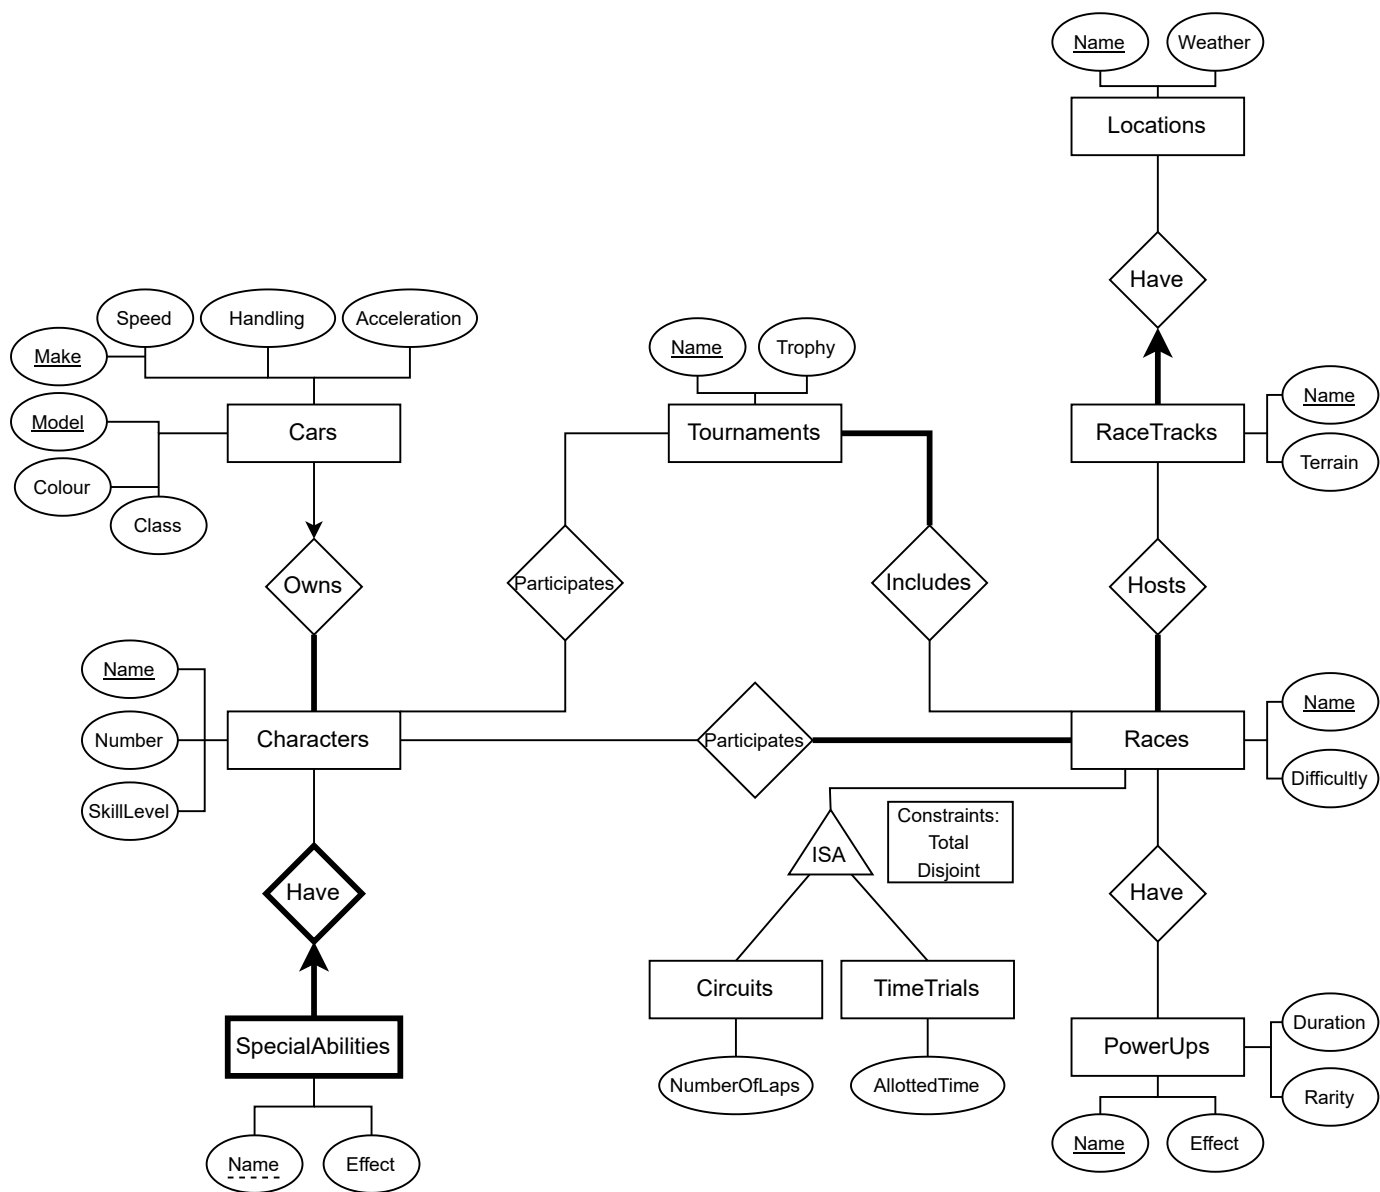 Name
Weather
Locations
Have
Speed
Handling
Acceleration
Make
Model
Colour
Class
Cars
Name
Trophy
Tournaments
RaceTracks
Name
Terrain
Owns
Participates
Includes
Hosts
Name
Number
SkillLevel
Characters
Participates
Races
Name
Difficultly
Constraints:
Total
Disjoint
ISA
Have
Have
Circuits
TimeTrials
NumberOfLaps
AllottedTime
SpecialAbilities
Name
Effect
PowerUps
Duration
Rarity
Name
Effect